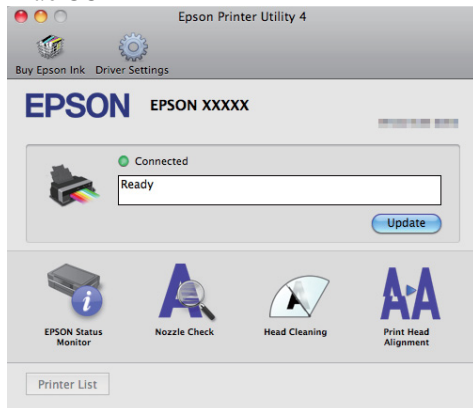 Epson Printer Utility 4
Buy Epson Ink Driver Settings
EPSON EPSON XXXXX
Connected
Ready
Update
EPSON Status
Monitor
Nozzle Check
Head Cleaning
Print Head
Alignment
Printer List